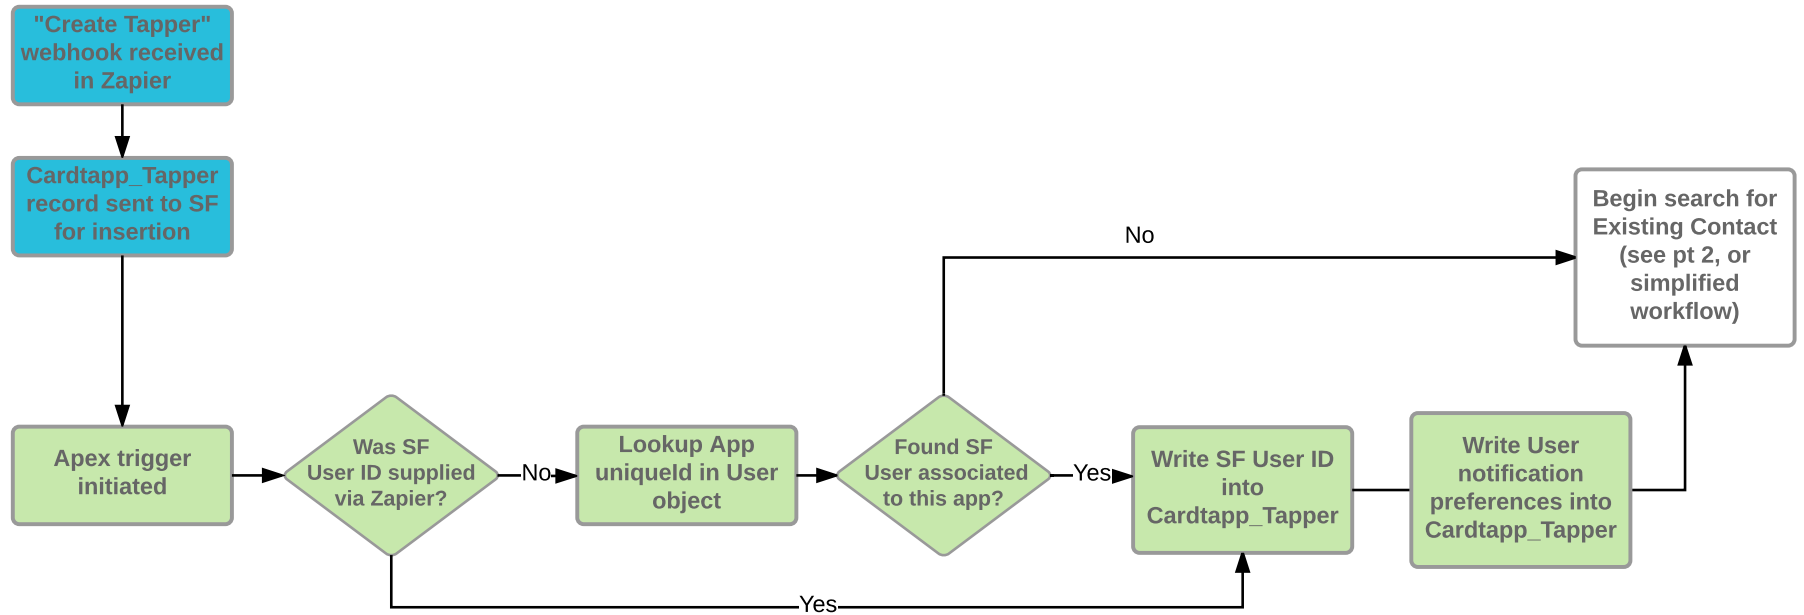 "Create Tapper"
webhook received
in Zapier
Cardtapp_Tapper
record sent to SF
for insertion
Apex trigger
initiated
Was SF
User ID supplied
via Zapier?
No
Yes
Lookup App
uniqueId in User
object
Found SF
User associated
to this app?
No
Yes
Write SF User ID
into
Cardtapp_Tapper
Write User
notification
preferences into
Cardtapp_Tapper
Begin search for
Existing Contact
(see pt 2, or
simplified
workflow)